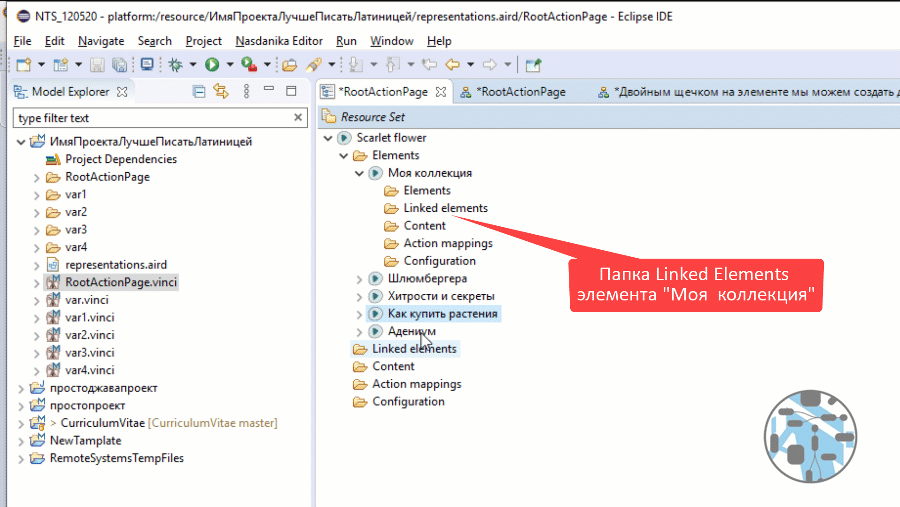 NTS_120520 - platform:/resource/ИмяПроектаЛучшеПисатьЛатиницей/representations.aird/RootActionPage - Eclipse IDE
File Edit Navigate Search Project Nasdanika Editor Run Window Help
Model Explorer
type filter text
ИмяПроектаЛучшеПисатьЛатиницей
Project Dependencies
RootActionPage
var1
var2
var3
var4
representations.aird
RootActionPage.vinci
var.vinci
var1.vinci
var2.vinci
var3.vinci
var4.vinci
простоджавапроект
простопроект
> CurriculumVitae [CurriculumVitae master]
NewTamplate
RemoteSystemsTempFiles
*RootActionPage *RootActionPage *Двойным щечком на элементе мы можем создать д
Resource Set
Scarlet flower
Elements
Моя коллекция
Elements
Linked elements
Content
Action mappings
Configuration
Шлюмбергера
Хитрости и секреты
Как купить растения
Адениум
Linked elements
Content
Action mappings
Configuration
Папка Linked Elements
элемента "Моя коллекция"